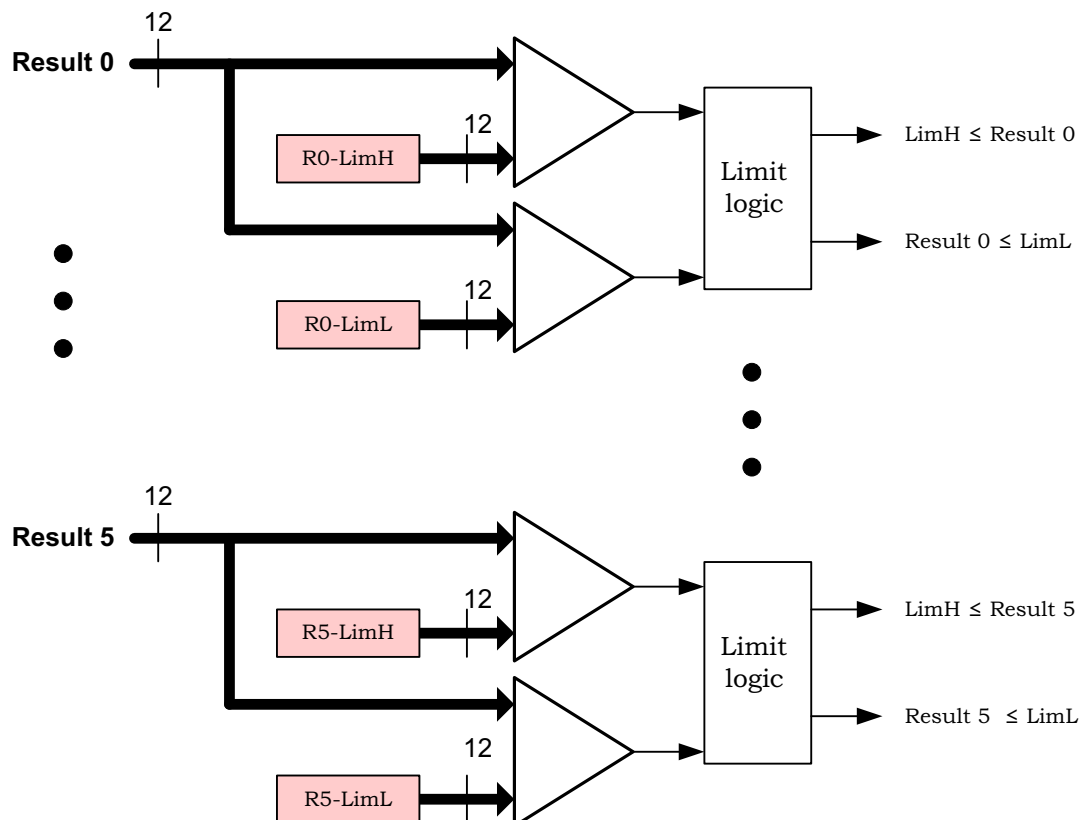 12
Result 0
12
R0-LimH
LimH ≤ Result 0
Limit
logic
Result 0 ≤ LimL
12
R0-LimL
12
Result 5
12
R5-LimH
LimH ≤ Result 5
Limit
logic
Result 5 ≤ LimL
12
R5-LimL